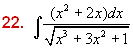 22. ∫ (x² + 2x)dx / √(x³ + 3x² + 1)